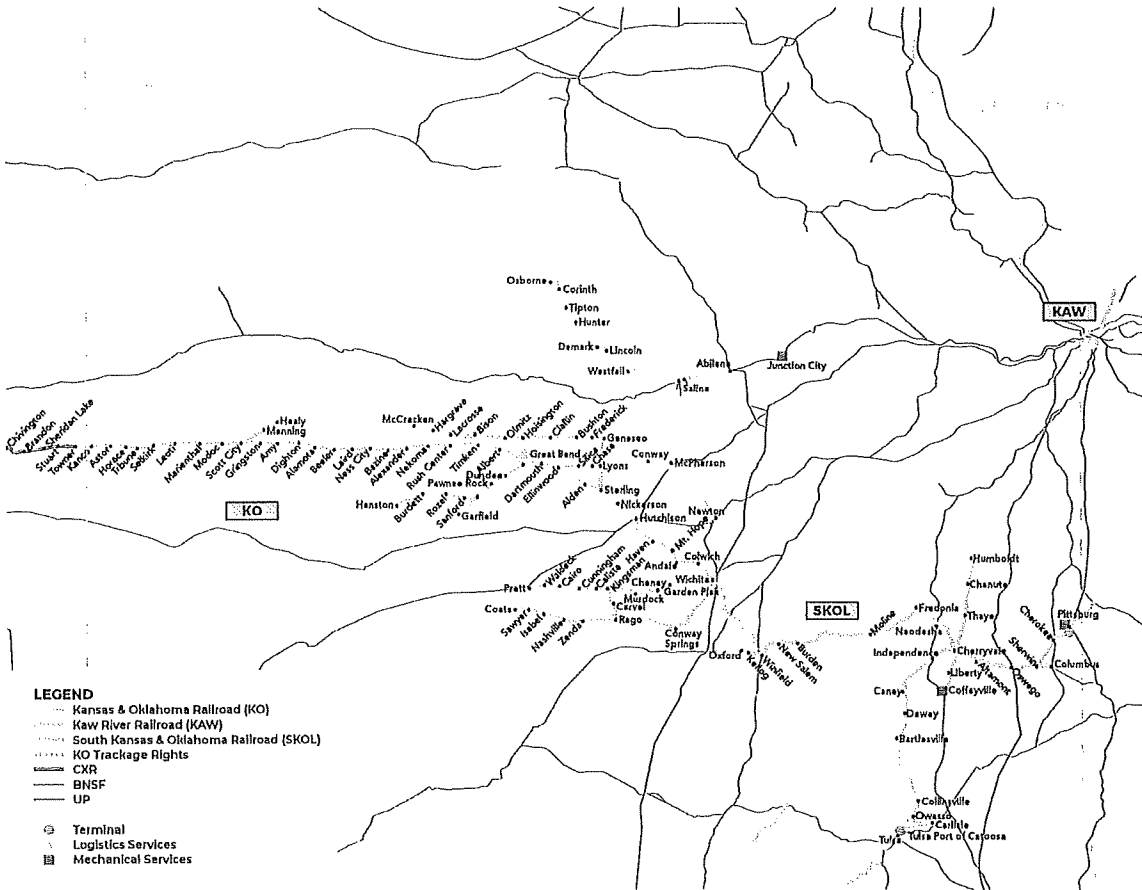 Osborne
Corinth
Tipton
Hunter
Demark
Lincoln
Westfall
Abilene
Salina
Junction City
KAW
Chivington
Brandon
Sheridan Lake
Stuart
Towner
Astor
Horace
Tribune
Selkirk
Leoti
Marienthal
Modoc
Scott City
Grigston
Manning
Healy
Amy
Dighton
Alamota
Beeler
Laird
Ness City
Bazine
Alexander
McCracken
Hargrave
Nekoma
Rush Center
Lacrosse
Bison
Timken
Albert
Olmitz
Hoisington
Claflin
Bushton
Frederick
Geneseo
Great Bend
Dundee
Pawnee Rock
Dartmouth
Ellinwood
Silica
Chase
Lyons
Conway
McPherson
Alden
Sterling
Nickerson
Hutchison
Hanston
Burdett
Rozel
Sanford
Garfield
KO
Newton
Mt. Hope
Haven
Andale
Colwich
Wichita
Pratt
Waldeck
Cairo
Cunningham
Calista
Kingsman
Cheney
Garden Plea
Murdock
Carvel
Rago
Coats
Sawyer
Isabel
Nashville
Zenda
Conway
Springs
Oxford
Kellog
Winfield
New Salem
Burden
SKOL
Moline
Fredonia
Neodesha
Independence
Humboldt
Chanute
Thayer
Cherryvale
Altamont
Liberty
Coffeyville
Oswego
Sherwin
Cherokee
Pittsburg
Columbus
Caney
Deway
Bartlesville
Collinsville
Owasso
Carlisle
Tulsa
Tulsa Port of Catoosa
LEGEND
Kansas & Oklahoma Railroad (KO)
Kaw River Railroad (KAW)
South Kansas & Oklahoma Railroad (SKOL)
KO Trackage Rights
CXR
BNSF
UP
Terminal
Logistics Services
Mechanical Services